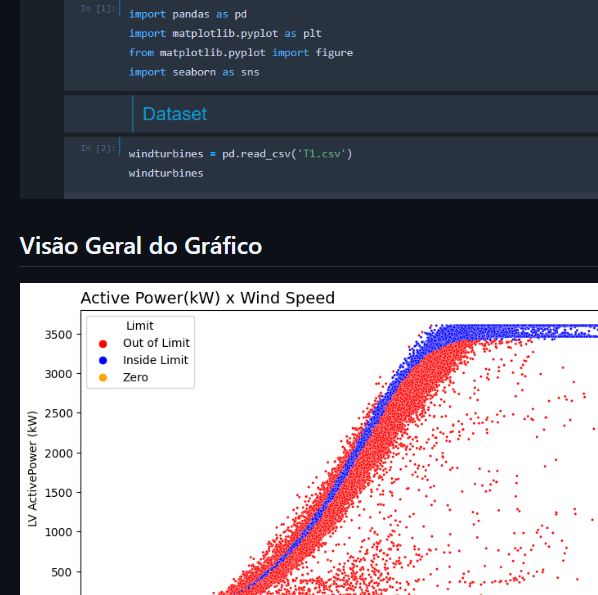 In [1]:
import pandas as pd
import matplotlib.pyplot as plt
from matplotlib.pyplot import figure
import seaborn as sns
Dataset
In [2]:
windturbines = pd.read_csv('T1.csv')
windturbines
Visão Geral do Gráfico
Active Power(kW) x Wind Speed
Limit
Out of Limit
Inside Limit
Zero
LV ActivePower (kW)
3500
3000
2500
2000
1500
1000
500